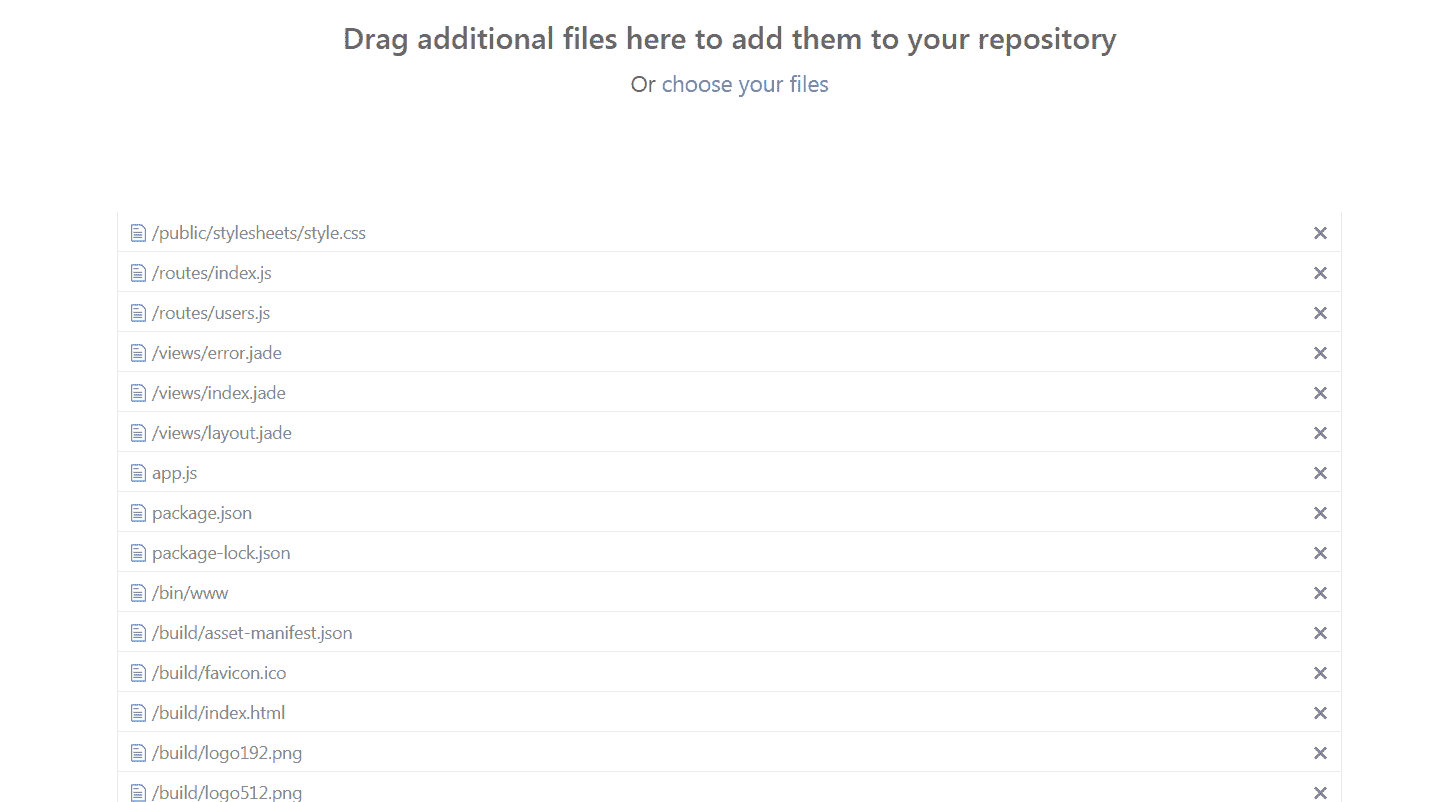 Drag additional files here to add them to your repository
Or choose your files
/public/stylesheets/style.css
/routes/index.js
/routes/users.js
/views/error.jade
/views/index.jade
/views/layout.jade
app.js
package.json
package-lock.json
/bin/www
/build/asset-manifest.json
/build/favicon.ico
/build/index.html
/build/logo192.png
/build/logo512.png